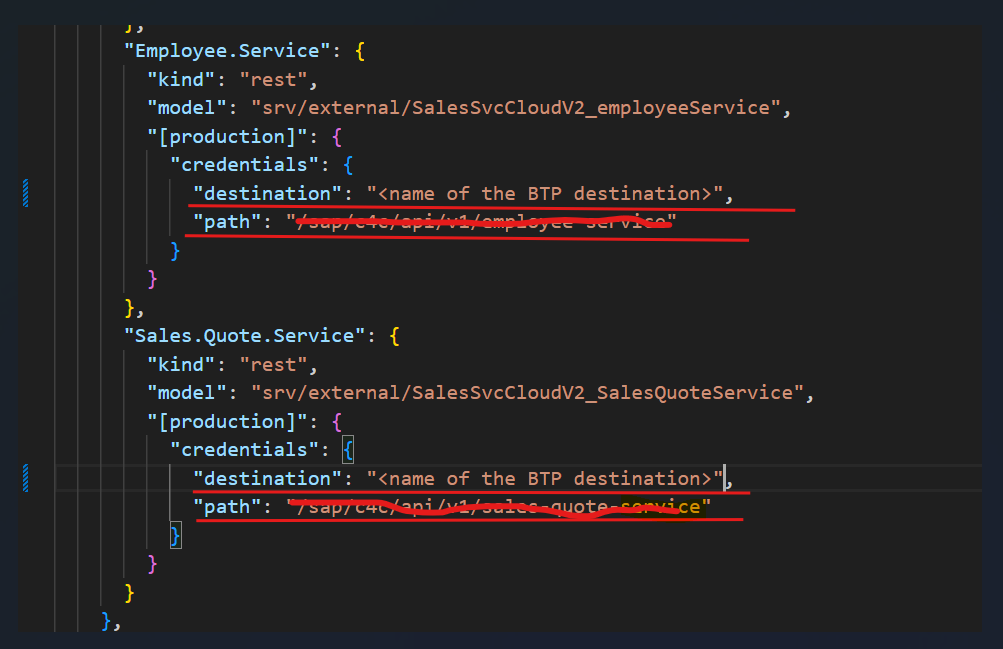 },
"Employee.Service": {
"kind": "rest",
"model": "srv/external/SalesSvcCloudV2_employeeService",
"[production]": {
"credentials": {
"destination": "<name of the BTP destination>",
"path": "/sap/c4c/api/v1/employee-service"
}
}
},
"Sales.Quote.Service": {
"kind": "rest",
"model": "srv/external/SalesSvcCloudV2_SalesQuoteService",
"[production]": {
"credentials": {
"destination": "<name of the BTP destination>",
"path": "/sap/c4c/api/v1/sales-quote-service"
}
}
}
},